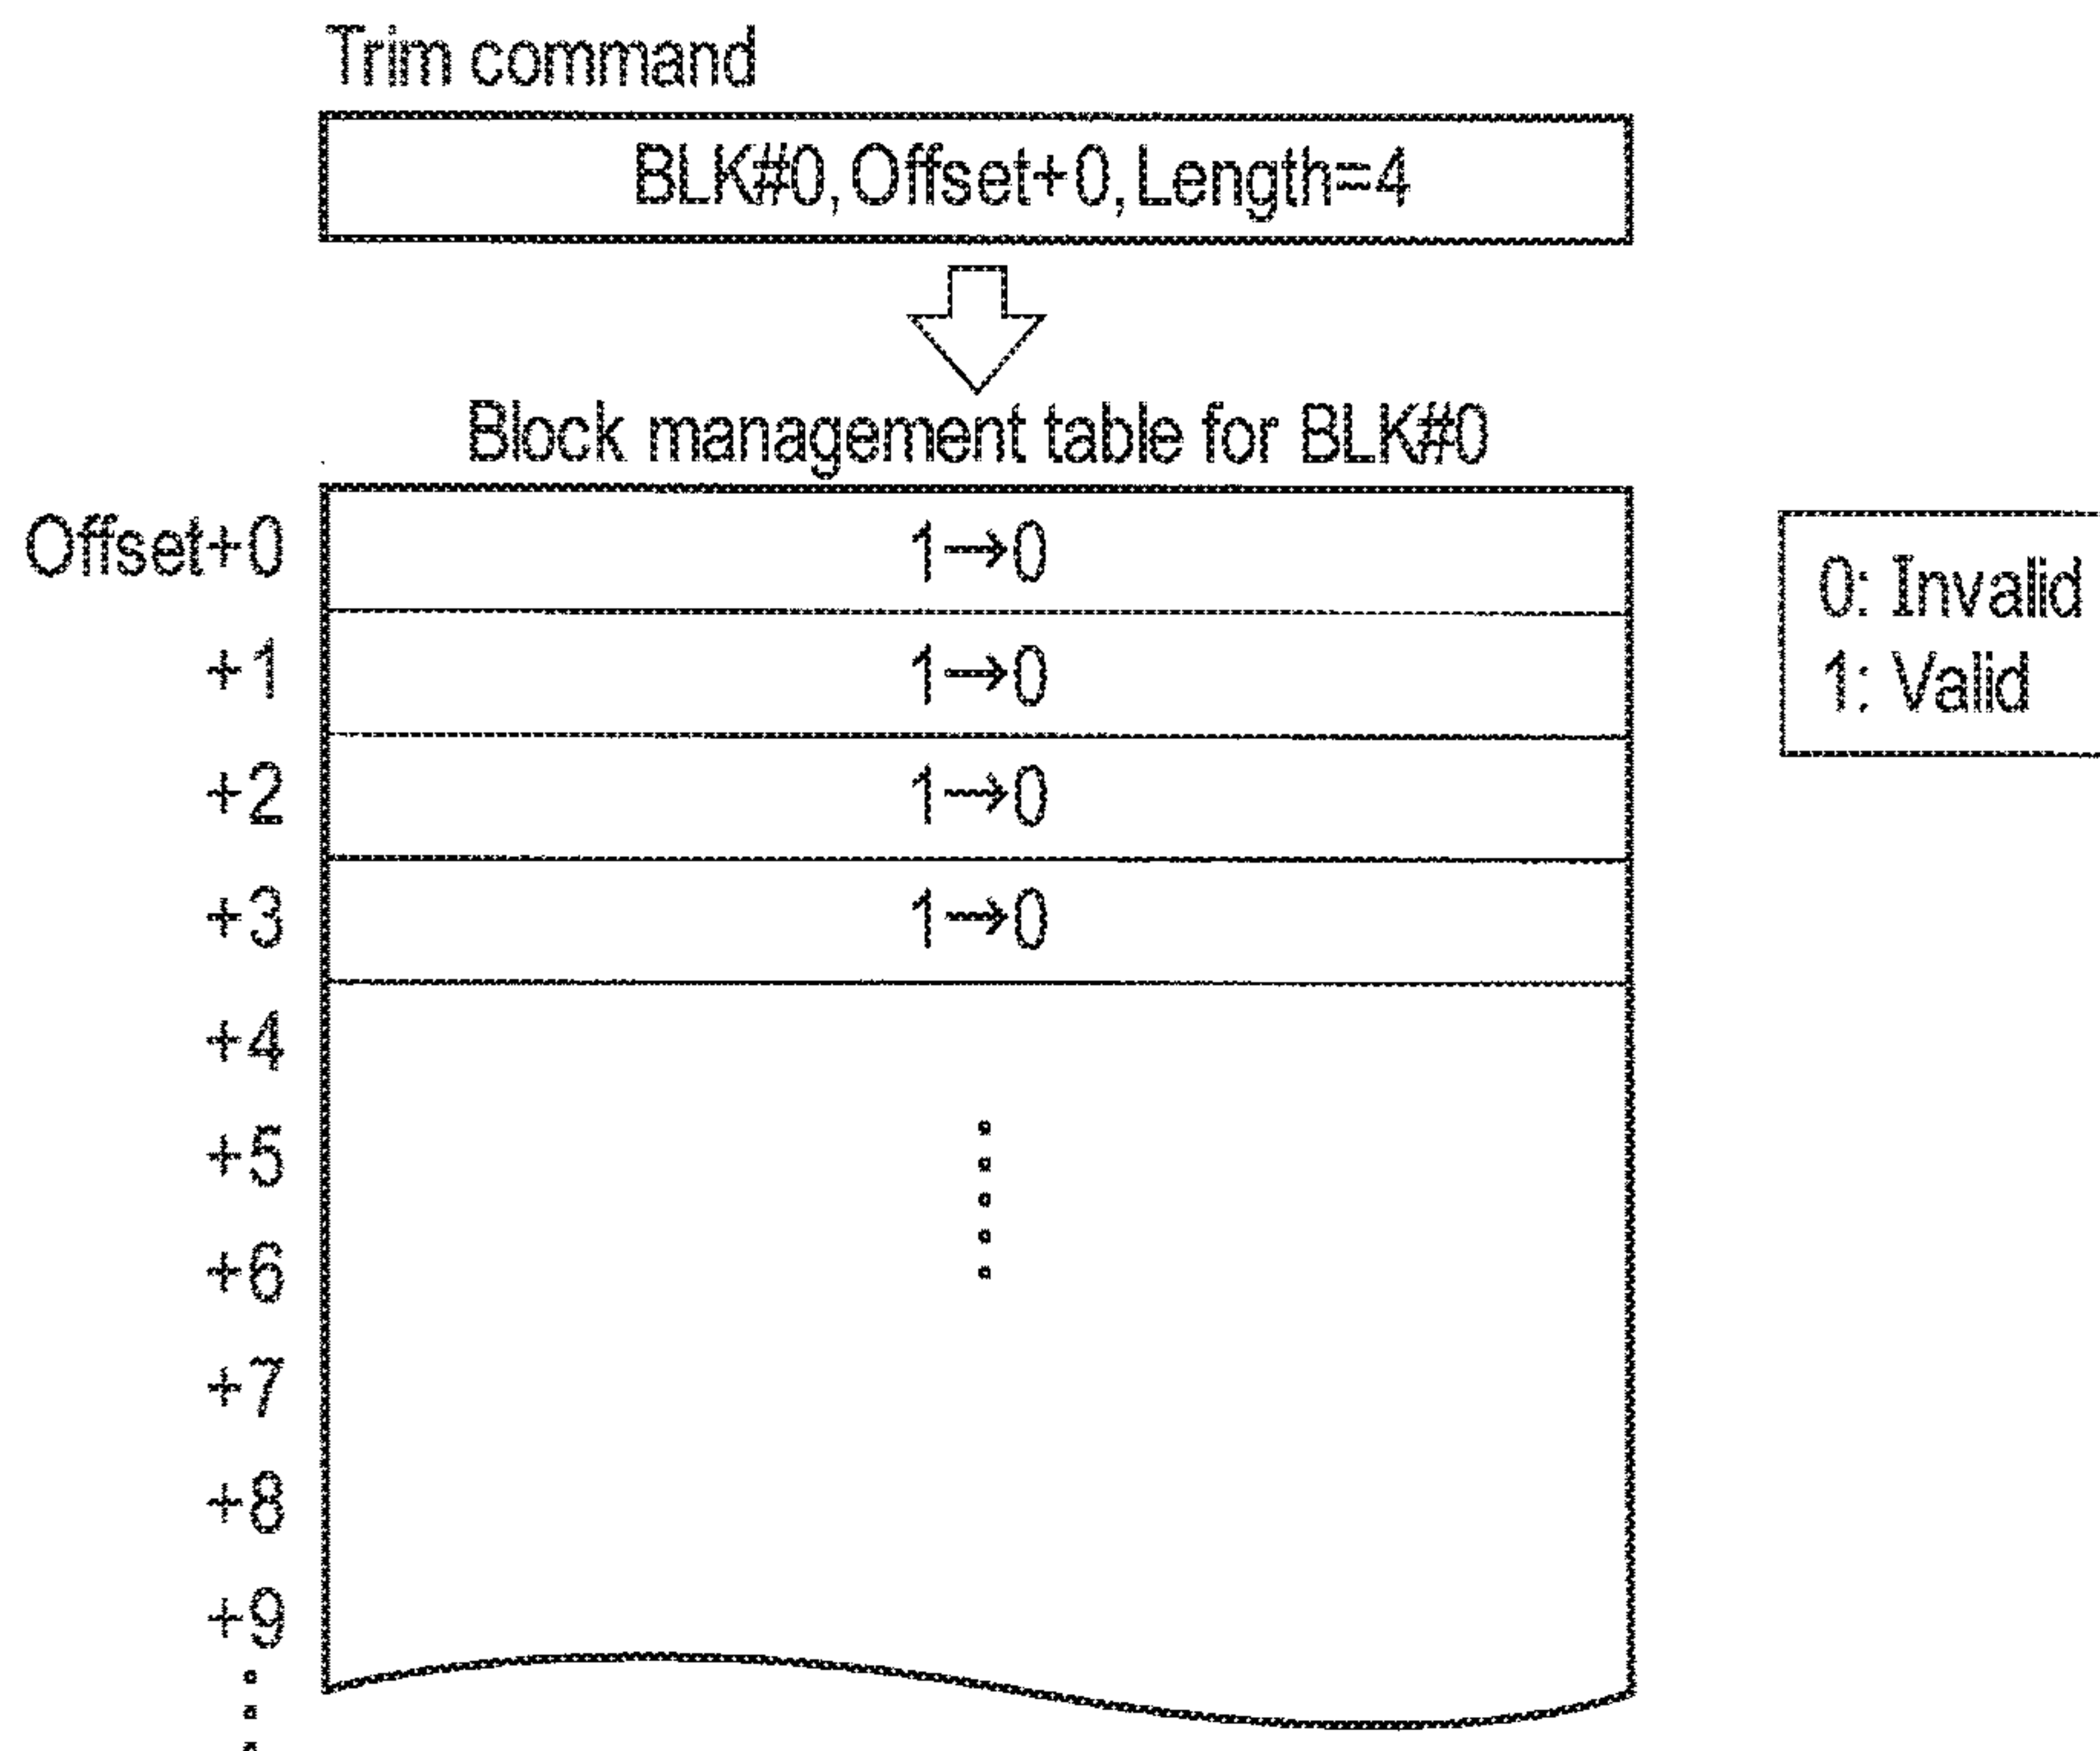 Trim command
BLK#0, Offset+0, Length=4
Block management table for BLK#0
Offset+0 1→0
+1 1→0
+2 1→0
+3 1→0
+4
+5
+6
+7
+8
+9
0: Invalid
1: Valid